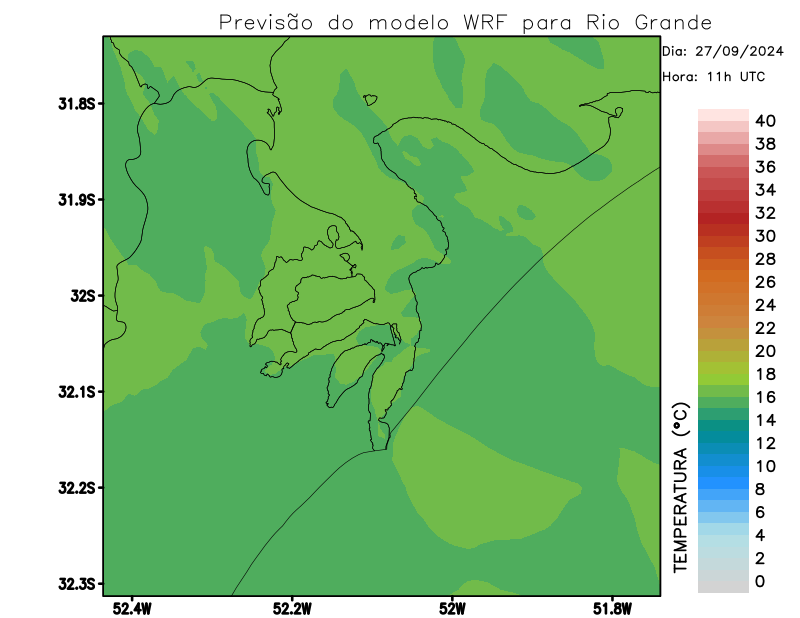 Previsão do modelo WRF para Rio Grande
Dia: 27/09/2024
Hora: 11h UTC
31.8S
31.9S
32S
32.1S
32.2S
32.3S
52.4W
52.2W
52W
51.8W
TEMPERATURA (°C)
40
38
36
34
32
30
28
26
24
22
20
18
16
14
12
10
8
6
4
2
0